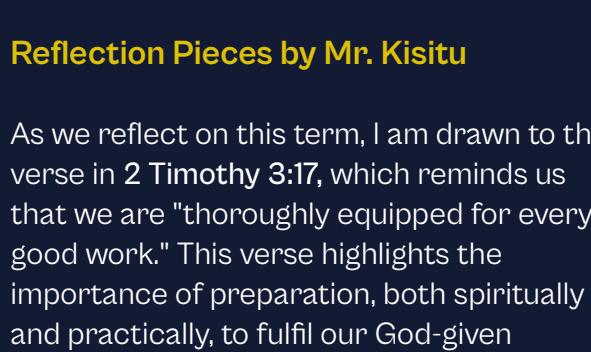 Reflection Pieces by Mr. Kisitu
As we reflect on this term, I am drawn to th
verse in 2 Timothy 3:17, which reminds us
that we are "thoroughly equipped for every
good work." This verse highlights the
importance of preparation, both spiritually
and practically, to fulfil our God-given